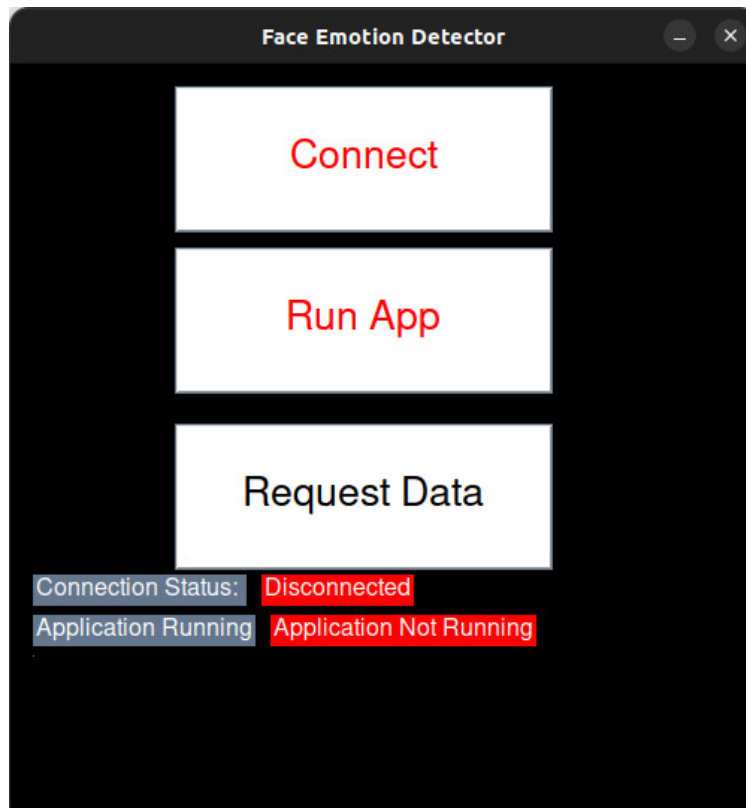 Face Emotion Detector
Connect
Run App
Request Data
Connection Status: Disconnected
Application Running Application Not Running